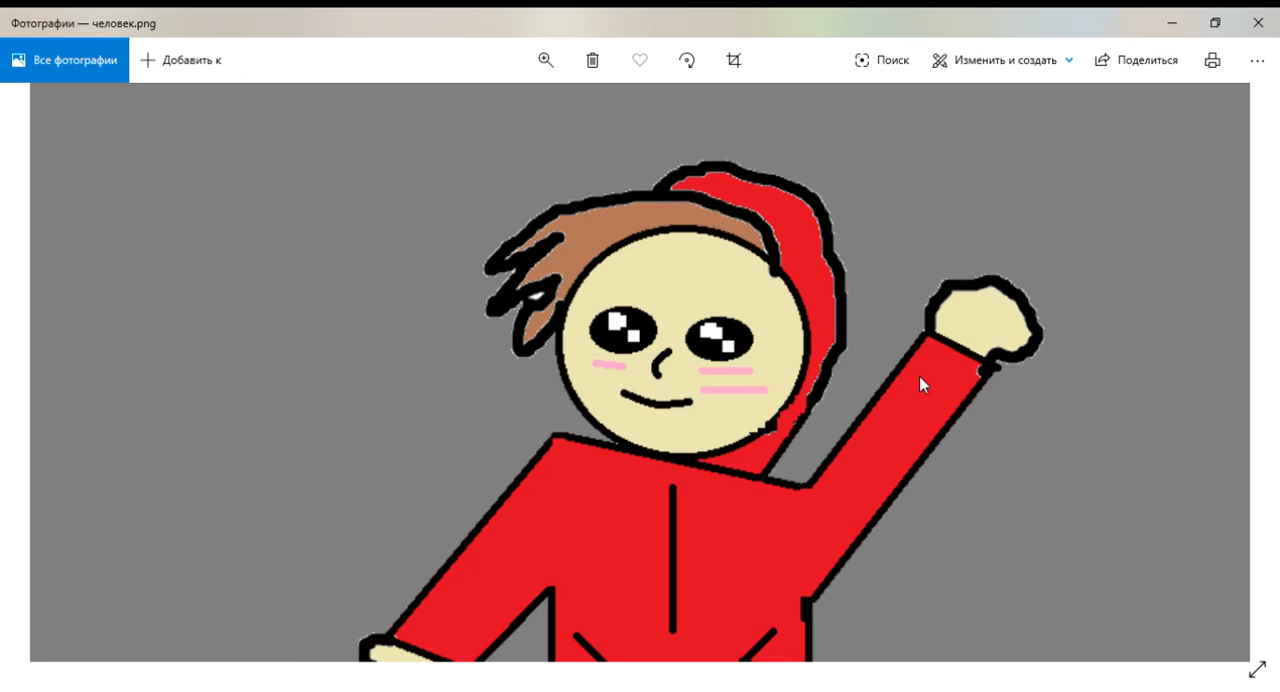 Фотографии — человек.png
Все фотографии
Добавить к
Поиск
Изменить и создать
Поделиться